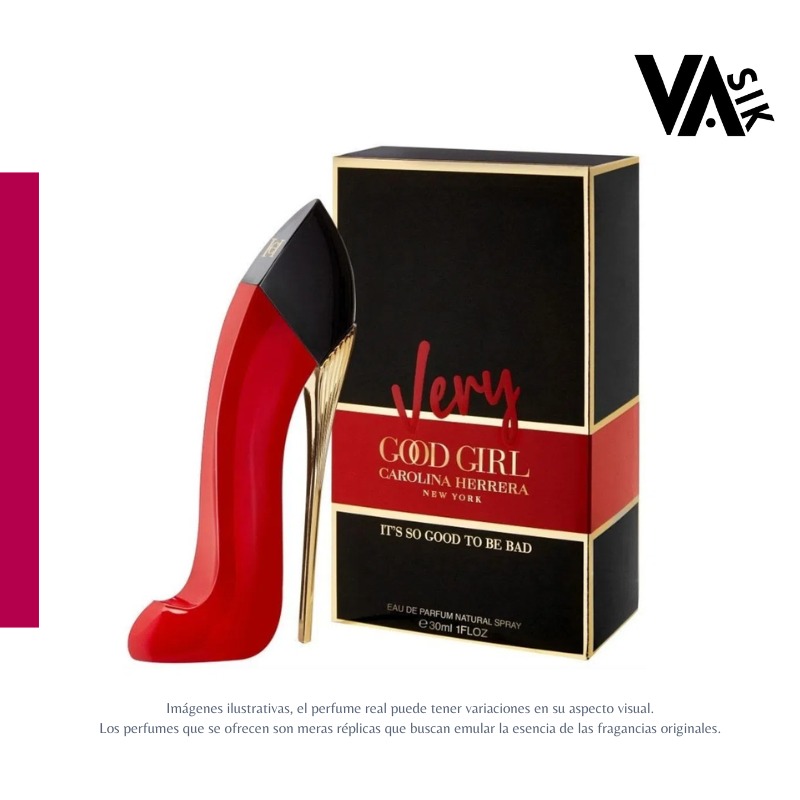 VA
SIK
Very
GOOD GIRL
CAROLINA HERRERA
NEW YORK
IT'S SO GOOD TO BE BAD
EAU DE PARFUM NATURAL SPRAY
℮30ml 1FLOZ
Imágenes ilustrativas, el perfume real puede tener variaciones en su aspecto visual.
Los perfumes que se ofrecen son meras réplicas que buscan emular la esencia de las fragancias originales.